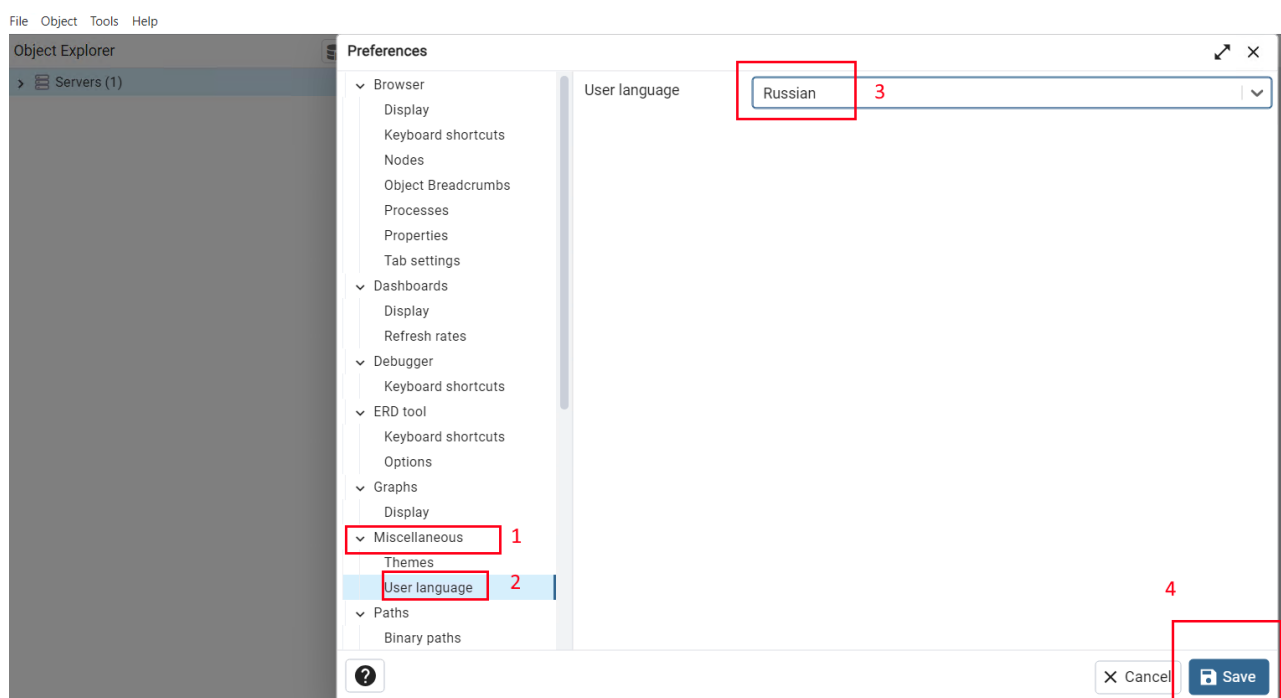 File Object Tools Help
Object Explorer
Servers (1)
Preferences
Browser
Display
Keyboard shortcuts
Nodes
Object Breadcrumbs
Processes
Properties
Tab settings
Dashboards
Display
Refresh rates
Debugger
Keyboard shortcuts
ERD tool
Keyboard shortcuts
Options
Graphs
Display
Miscellaneous 1
Themes
User language 2
Paths
Binary paths
User language Russian 3
4
? Cancel Save